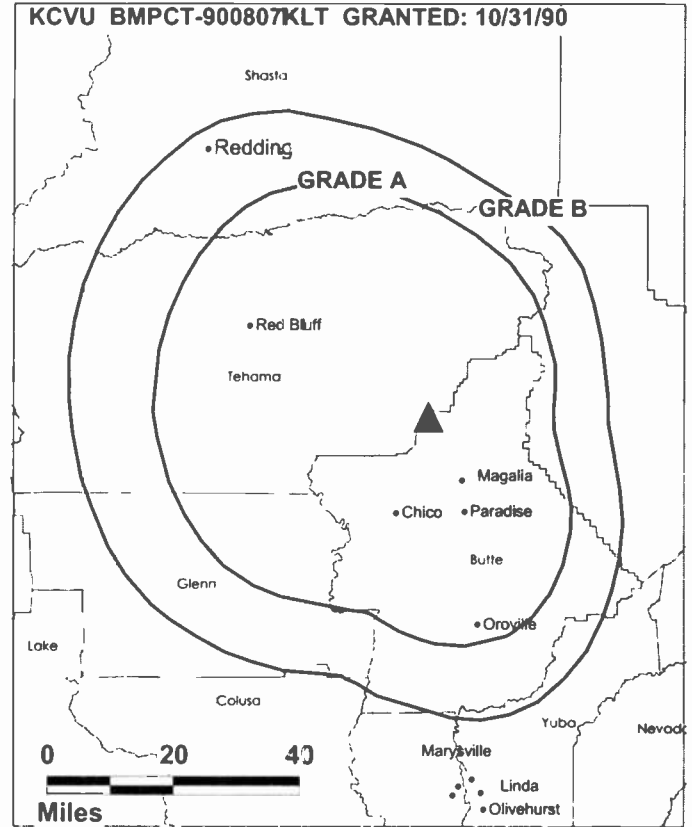 KCVU BMPCT-900807KLT GRANTED: 10/31/90
Shasta
Redding
GRADE A
GRADE B
Red Bluff
Tehama
Magalia
Chico
Paradise
Butte
Glenn
Oroville
Lake
Colusa
Yuba
Nevada
0 20 40
Marysville
Linda
Miles
Olivehurst